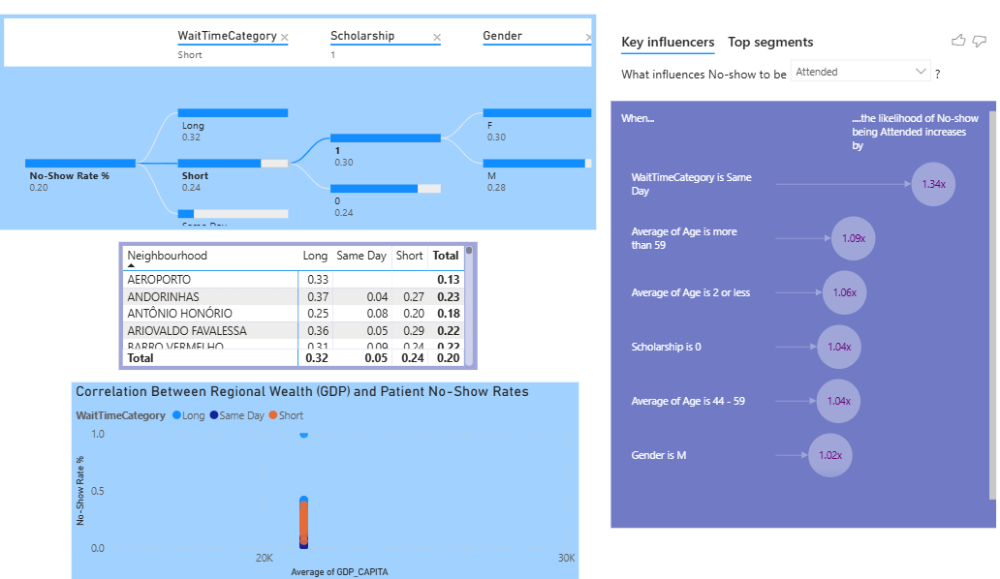 WaitTimeCategory × Scholarship × Gender ×
Short 1
Long
0.32
No-Show Rate %
0.20
Short
0.24
Same Day
1
0.30
0
0.24
F
0.30
M
0.28
Neighbourhood Long Same Day Short Total
AEROPORTO 0.33 0.13
ANDORINHAS 0.37 0.04 0.27 0.23
ANTÔNIO HONÓRIO 0.25 0.08 0.20 0.18
ARIOVALDO FAVALESSA 0.36 0.05 0.29 0.22
BARRO VERMELHO 0.31 0.09 0.24 0.22
Total 0.32 0.05 0.24 0.20
Correlation Between Regional Wealth (GDP) and Patient No-Show Rates
WaitTimeCategory Long Same Day Short
1.0
0.5
0.0
No-Show Rate %
20K 30K
Average of GDP_CAPITA
Key influencers Top segments
What influences No-show to be Attended ?
When...
....the likelihood of No-show
being Attended increases
by
WaitTimeCategory is Same
Day
1.34x
Average of Age is more
than 59
1.09x
Average of Age is 2 or less
1.06x
Scholarship is 0
1.04x
Average of Age is 44 - 59
1.04x
Gender is M
1.02x